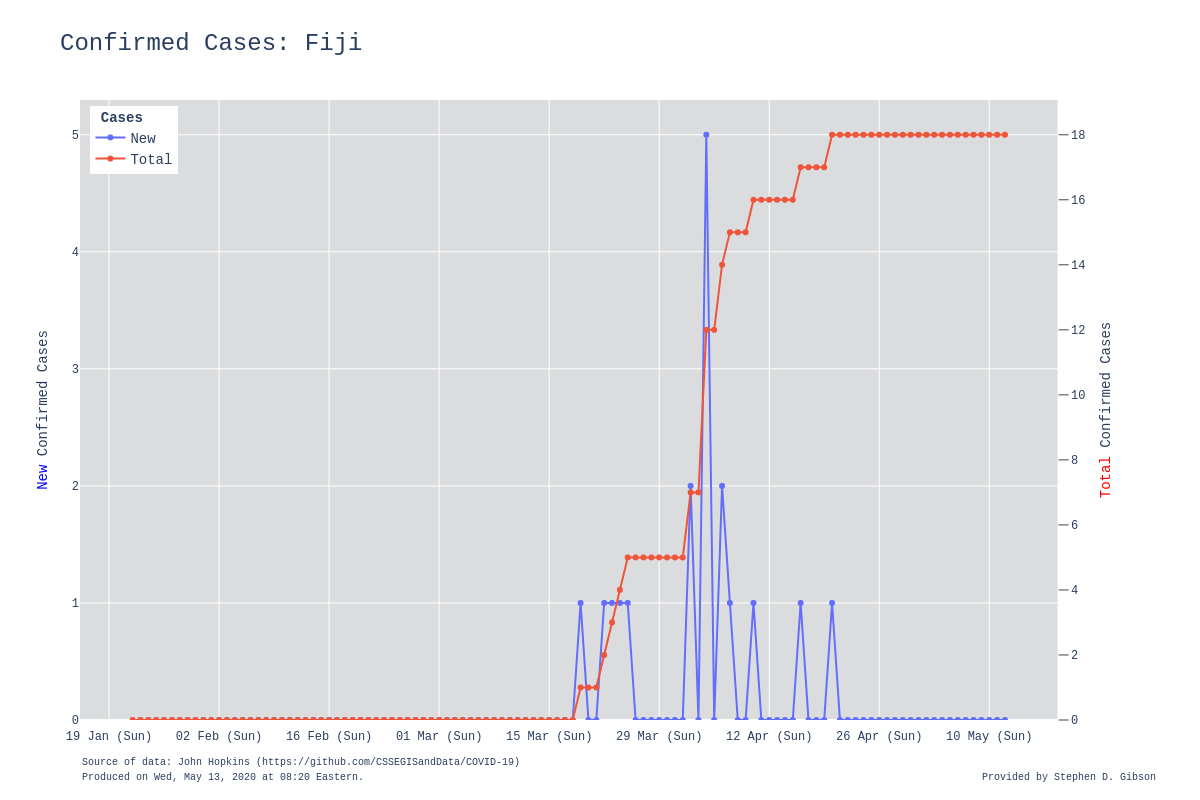 Confirmed Cases: Fiji
Cases
New
Total
5
4
3
2
1
0
18
16
14
12
10
8
6
4
2
0
New Confirmed Cases
Total Confirmed Cases
19 Jan (Sun) 02 Feb (Sun) 16 Feb (Sun) 01 Mar (Sun) 15 Mar (Sun) 29 Mar (Sun) 12 Apr (Sun) 26 Apr (Sun) 10 May (Sun)
Source of data: John Hopkins (https://github.com/CSSEGISandData/COVID-19)
Produced on Wed, May 13, 2020 at 08:20 Eastern.
Provided by Stephen D. Gibson